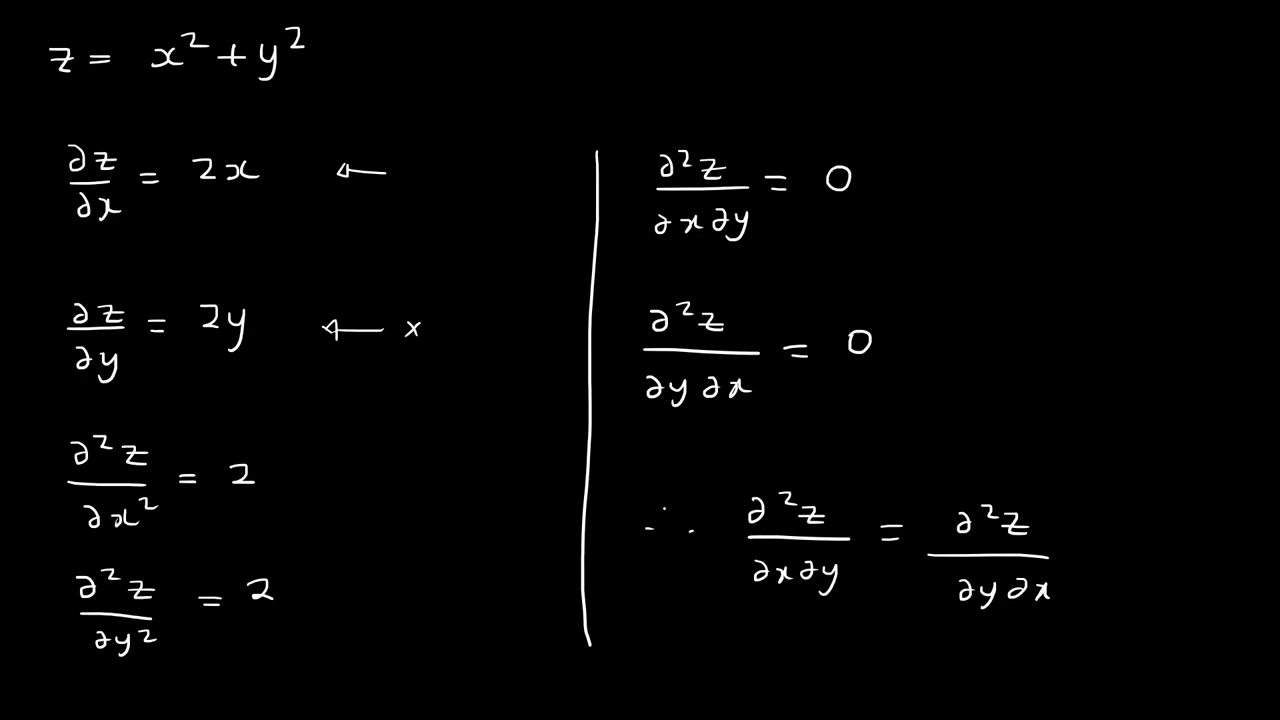 z = x² + y²
∂z/∂x = 2x ←
∂z/∂y = 2y ← x
∂²z/∂x² = 2
∂²z/∂y² = 2
∂²z/∂x∂y = 0
∂²z/∂y∂x = 0
∴ ∂²z/∂x∂y = ∂²z/∂y∂x